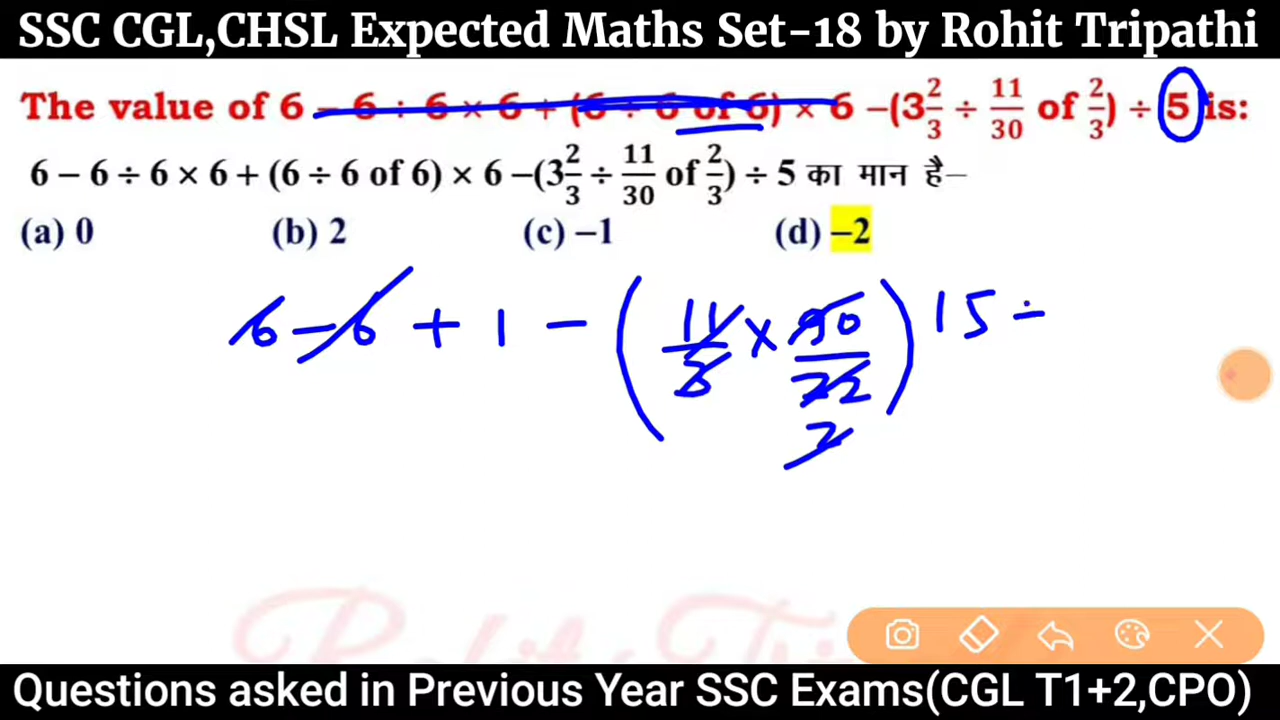 SSC CGL,CHSL Expected Maths Set-18 by Rohit Tripathi
The value of 6 – 6 ÷ 6 × 6 + (6 ÷ 6 of 6) × 6 –(3 2/3 ÷ 11/30 of 2/3) ÷ 5 is:
6 – 6 ÷ 6 × 6 + (6 ÷ 6 of 6) × 6 –(3 2/3 ÷ 11/30 of 2/3) ÷ 5 का मान है–
(a) 0 (b) 2 (c) –1 (d) –2
6 – 6 + 1 – (11/3 × 90/22) 15 ÷
2
Questions asked in Previous Year SSC Exams(CGL T1+2,CPO)